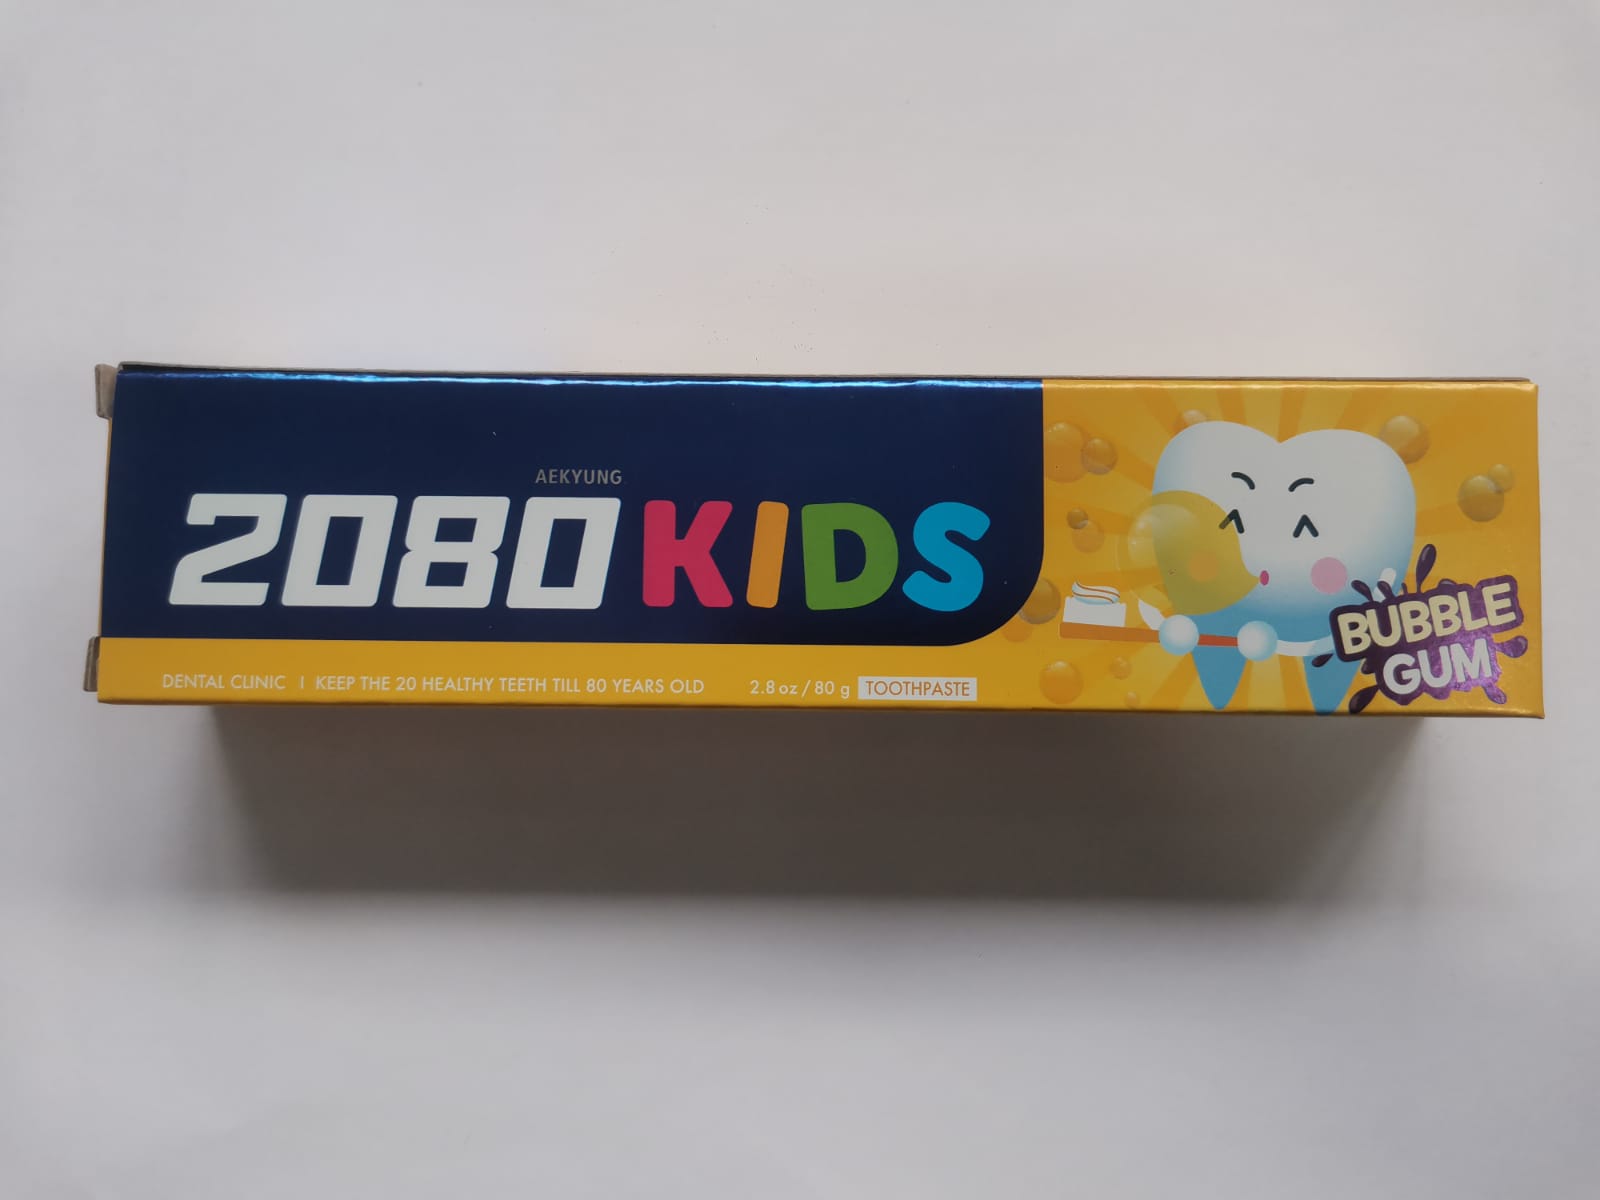 AEKYUNG
2080 KIDS
DENTAL CLINIC | KEEP THE 20 HEALTHY TEETH TILL 80 YEARS OLD 2.8 oz / 80 g TOOTHPASTE
BUBBLE
GUM